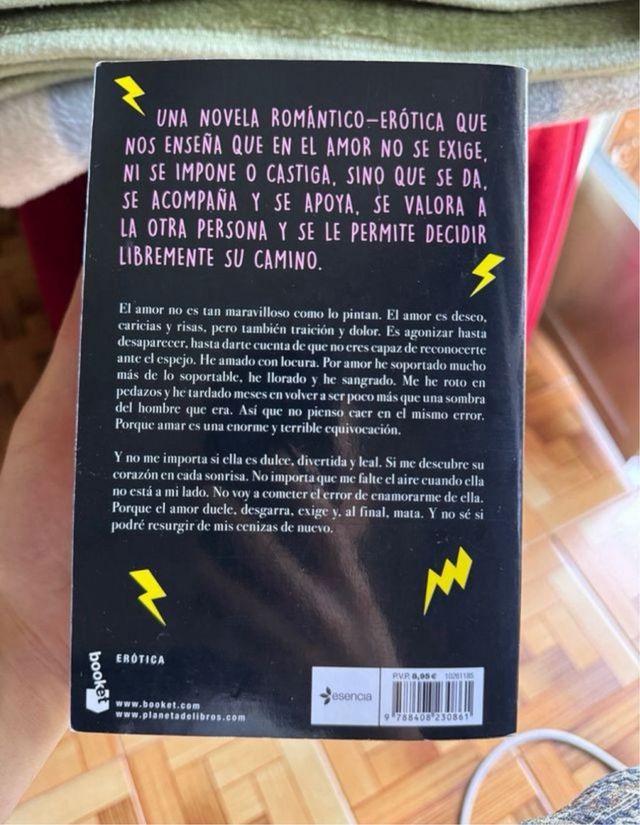 UNA NOVELA ROMÁNTICO-ERÓTICA QUE
NOS ENSEÑA QUE EN EL AMOR NO SE EXIGE,
NI SE IMPONE O CASTIGA, SINO QUE SE DA,
SE ACOMPAÑA Y SE APOYA, SE VALORA A
LA OTRA PERSONA Y SE LE PERMITE DECIDIR
LIBREMENTE SU CAMINO.
El amor no es tan maravilloso como lo pintan. El amor es deseo,
caricias y risas, pero también traición y dolor. Es agonizar hasta
desaparecer, hasta darte cuenta de que no eres capaz de reconocerte
ante el espejo. He amado con locura. Por amor he soportado mucho
más de lo soportable, he llorado y he sangrado. Me he roto en
pedazos y he tardado meses en volver a ser poco más que una sombra
del hombre que era. Así que no pienso caer en el mismo error.
Porque amar es una enorme y terrible equivocación.
Y no me importa si ella es dulce, divertida y leal. Si me descubre su
corazón en cada sonrisa. No importa que me falte el aire cuando ella
no está a mi lado. No voy a cometer el error de enamorarme de ella.
Porque el amor duele, desgarra, exige y, al final, mata. Y no sé si
podré resurgir de mis cenizas de nuevo.
booket
ERÓTICA
www.booket.com
www.planetadelibros.com
esencia
P.V.P. 8,95 € 10261185
9 788408 230861